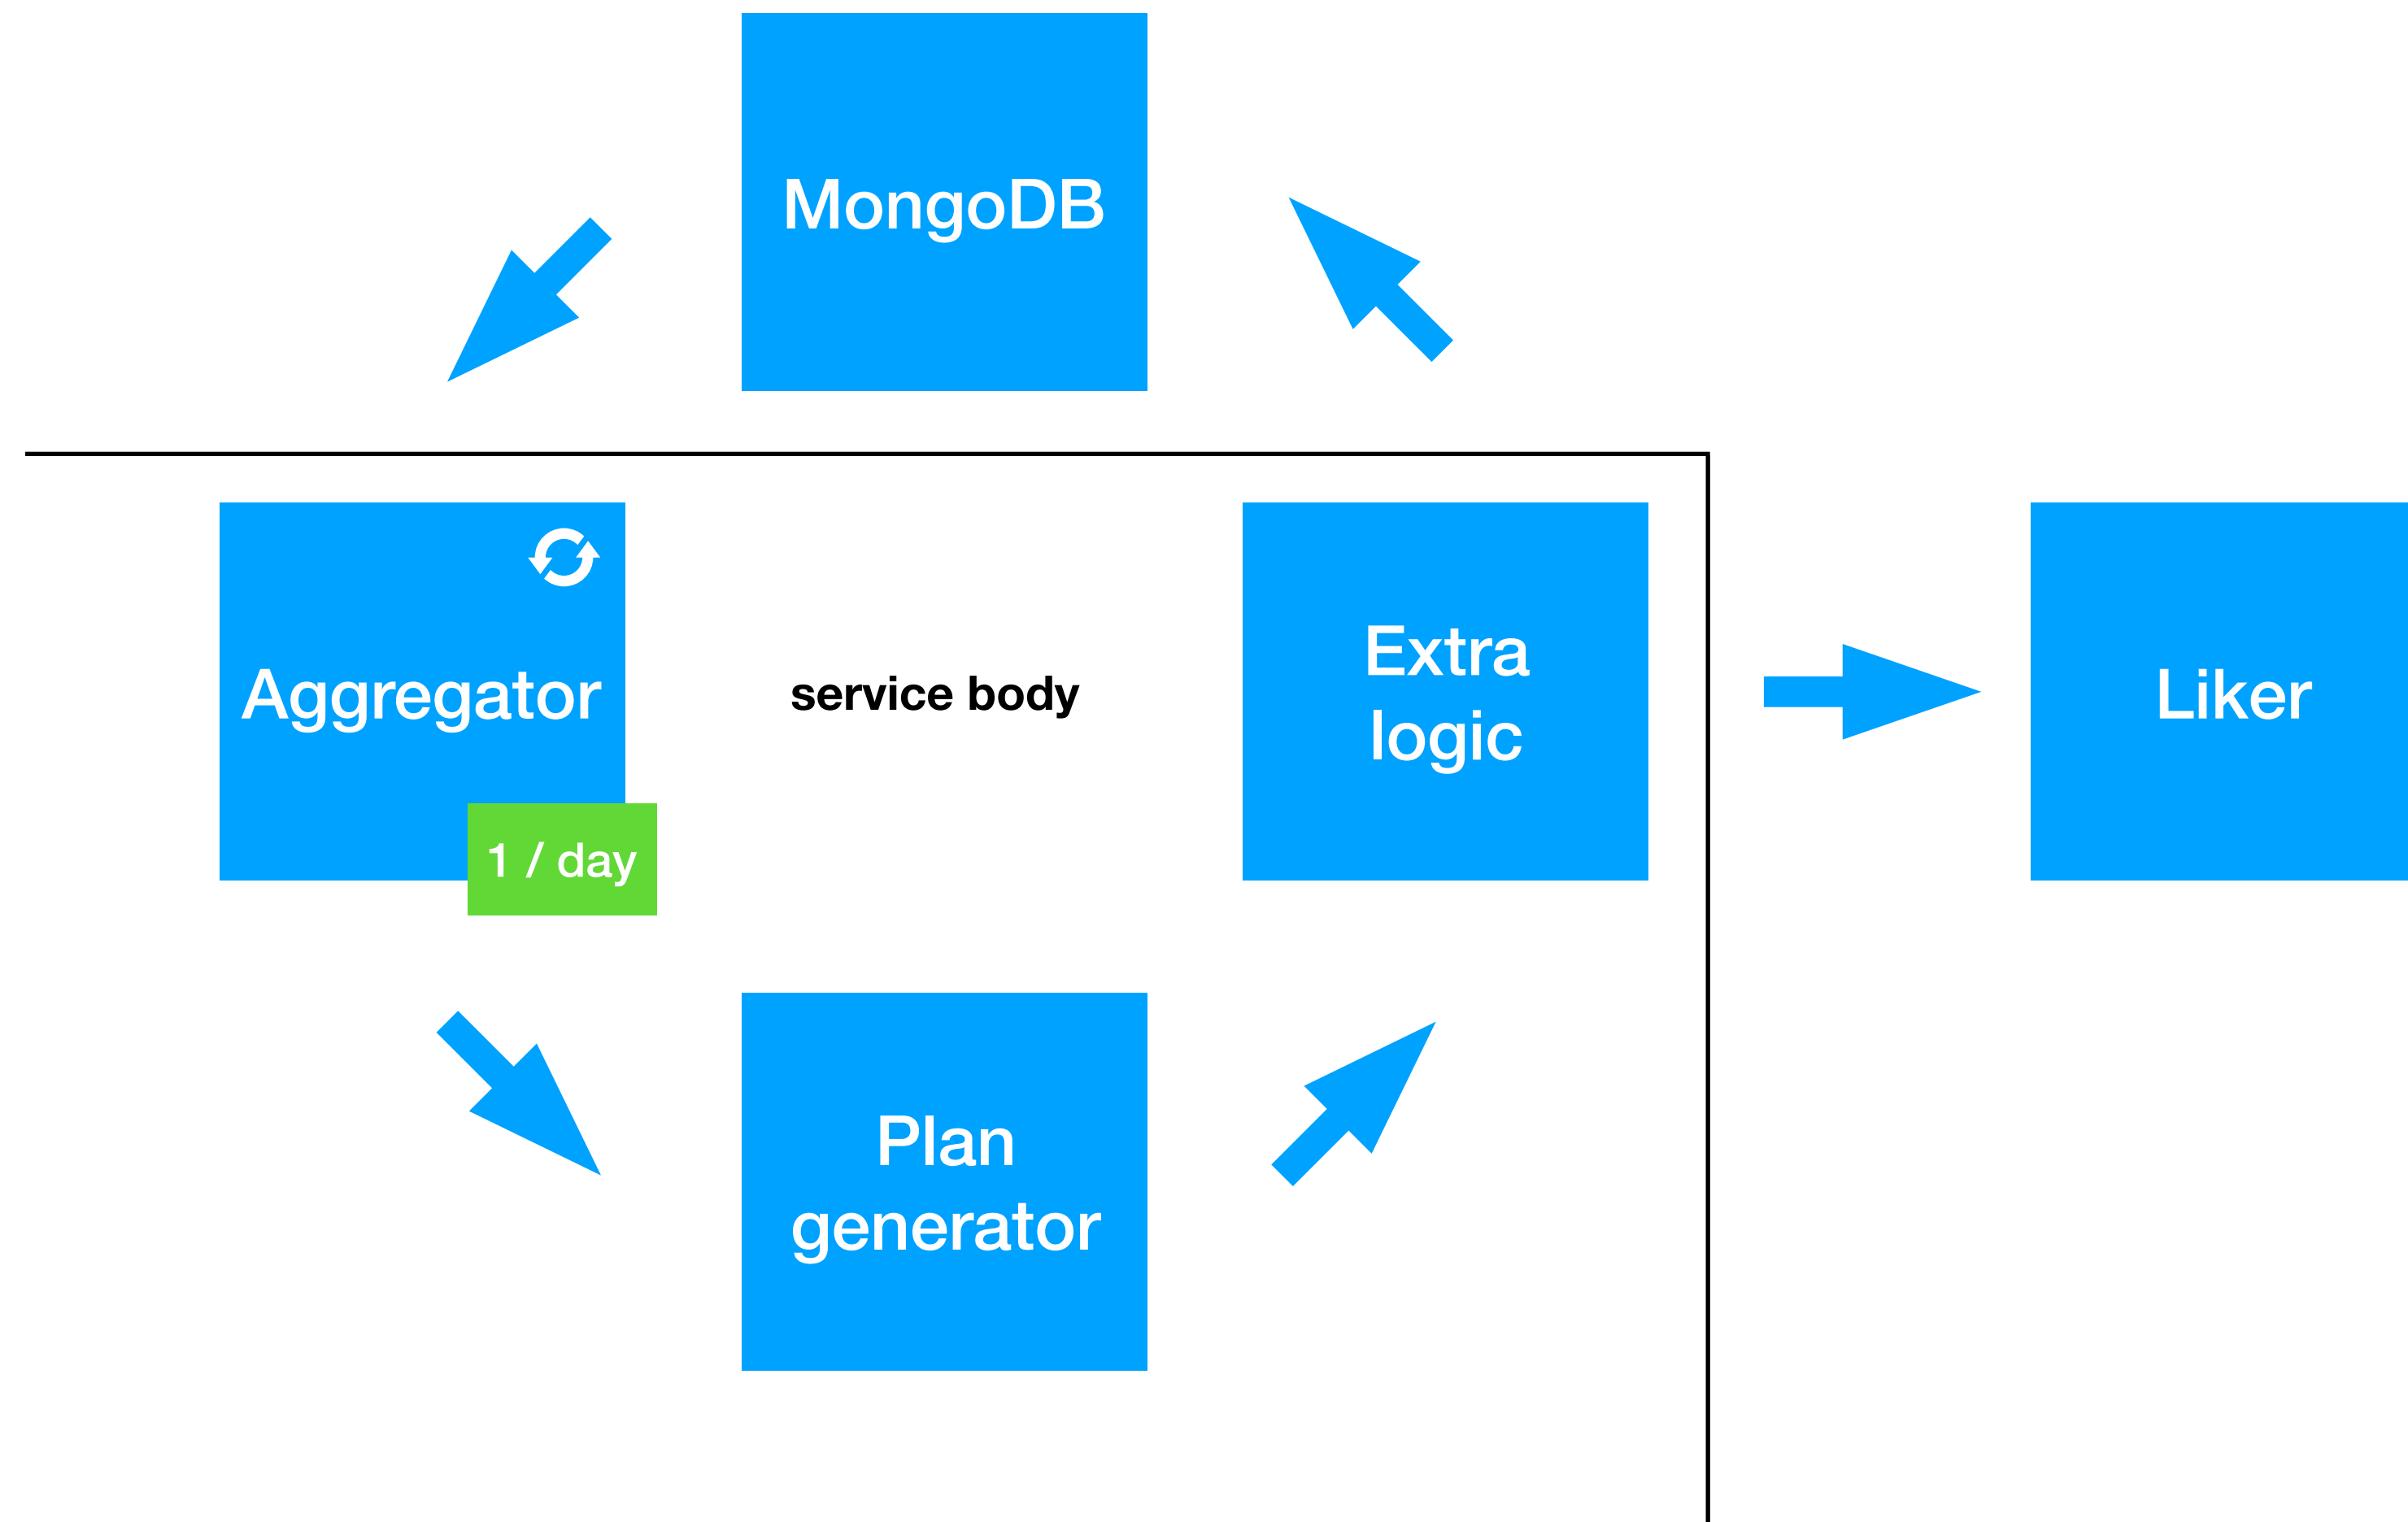 MongoDB
Aggregator
1 / day
service body
Extra
logic
Liker
Plan
generator